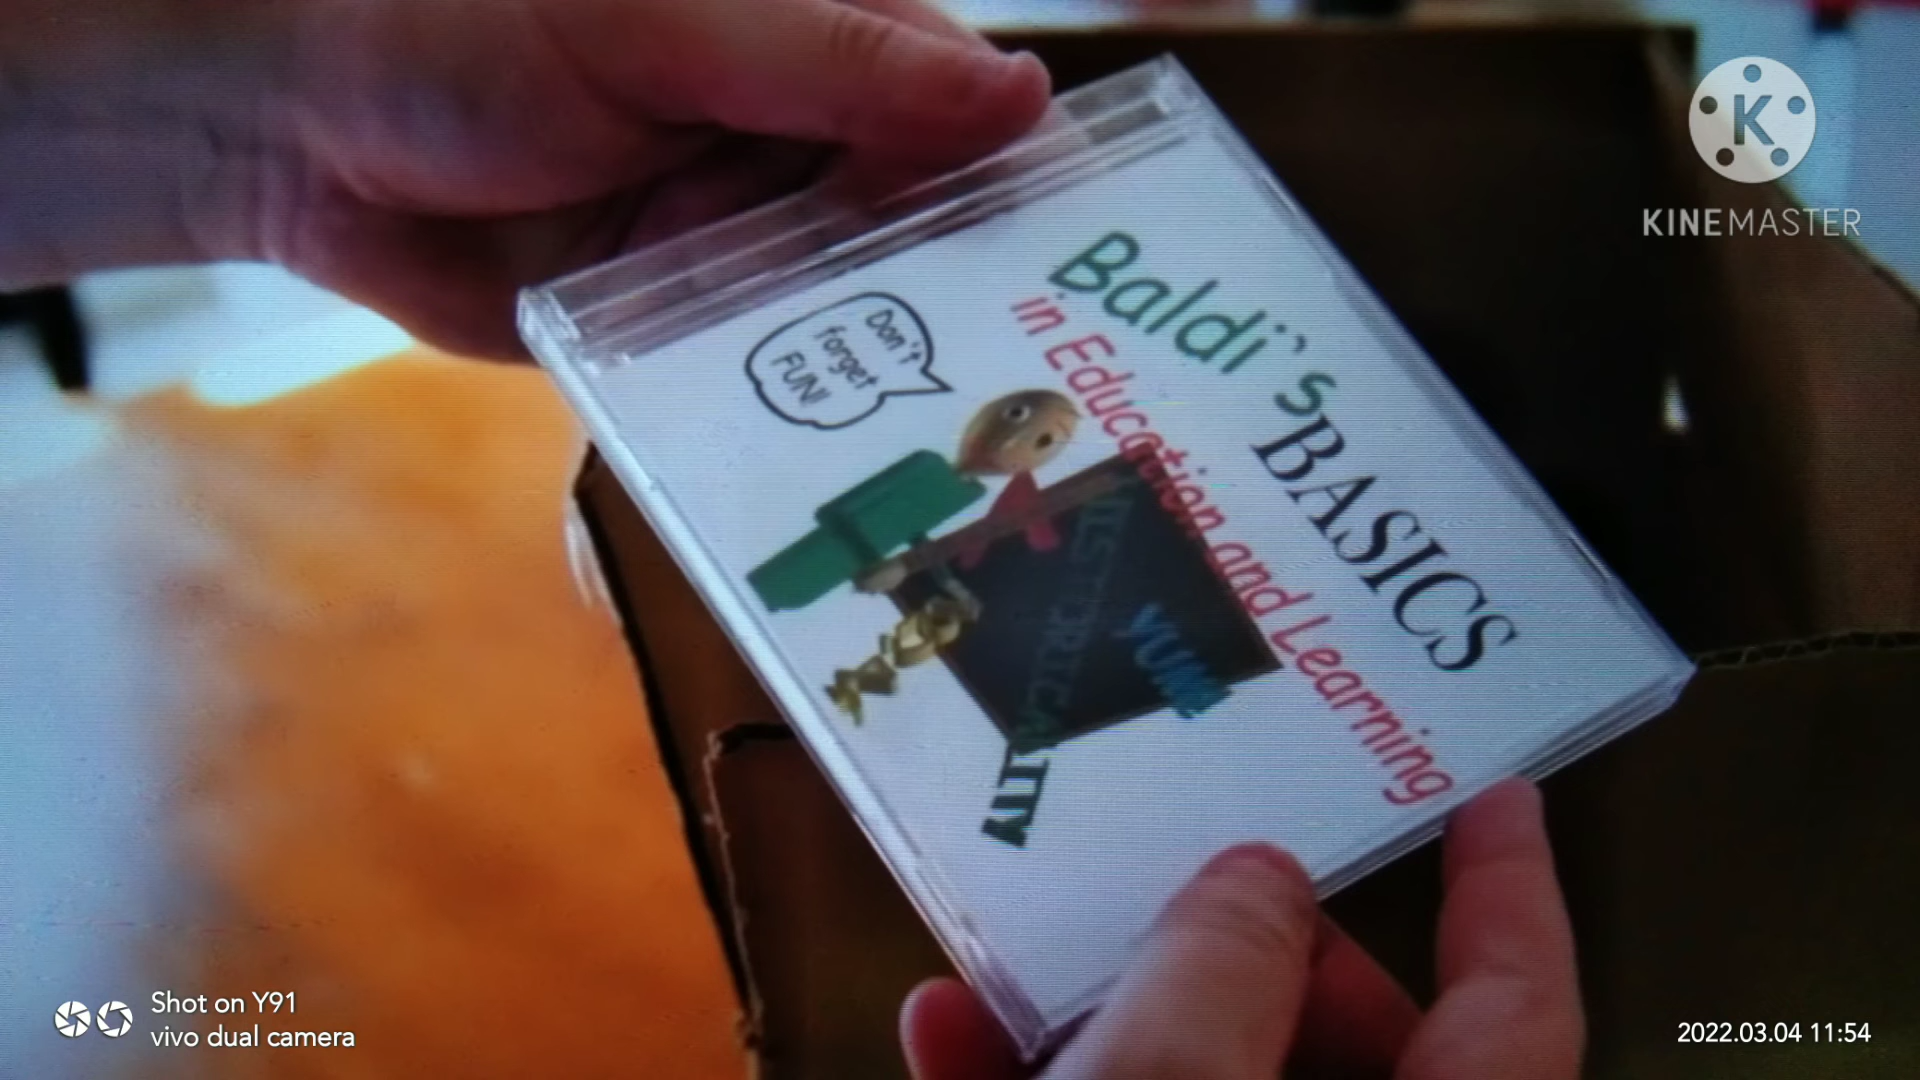 KINEMASTER
Baldi`s
BASICS
in Education and Learning
Don't
forget
FUN!
Shot on Y91
vivo dual camera
2022.03.04 11:54